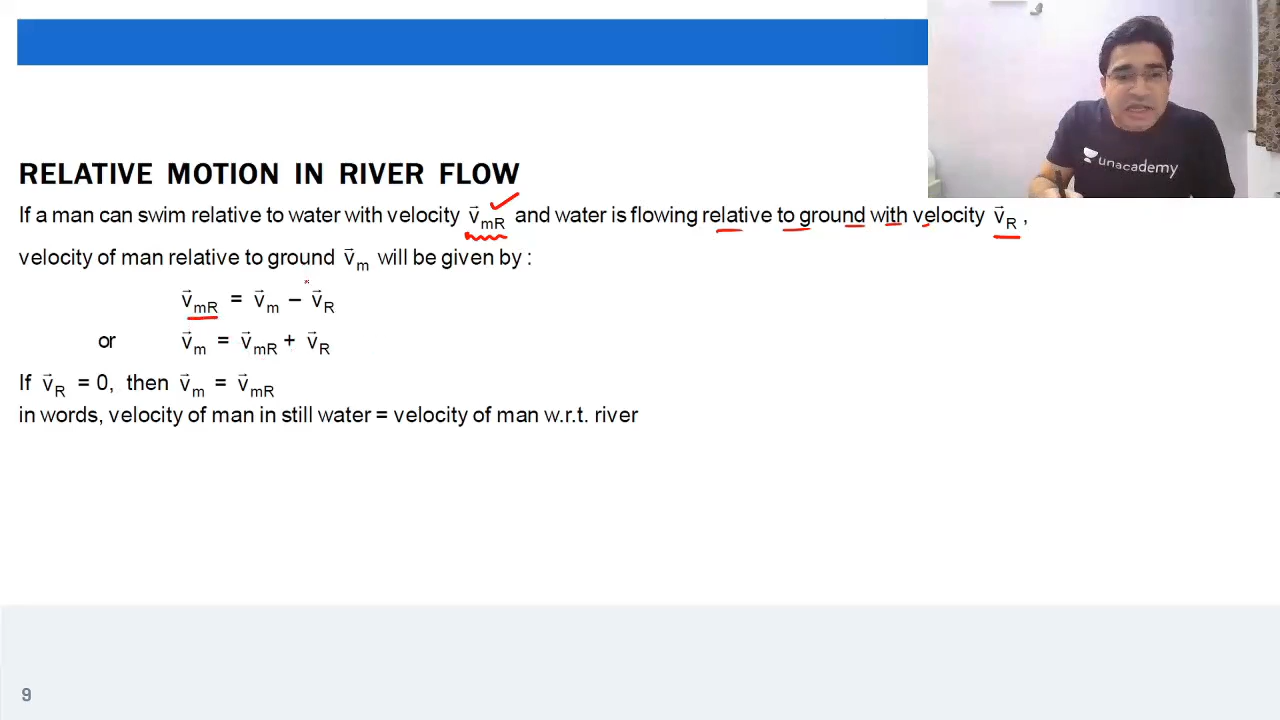 RELATIVE MOTION IN RIVER FLOW
If a man can swim relative to water with velocity v⃗mR and water is flowing relative to ground with velocity v⃗R ,
velocity of man relative to ground v⃗m will be given by :
v⃗mR = v⃗m – v⃗R
or v⃗m = v⃗mR + v⃗R
If v⃗R = 0, then v⃗m = v⃗mR
in words, velocity of man in still water = velocity of man w.r.t. river
unacademy
9